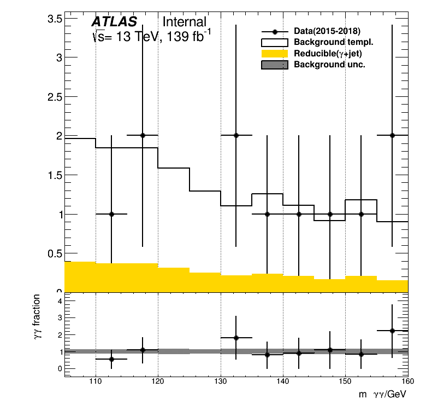 ATLAS Internal
√s= 13 TeV, 139 fb⁻¹
Data(2015-2018)
Background templ.
Reducible(γ+jet)
Background unc.
3.5
3
2.5
2
1.5
1
0.5
0
γγ fraction
4
3
2
1
0
110 120 130 140 150 160
m γγ/GeV